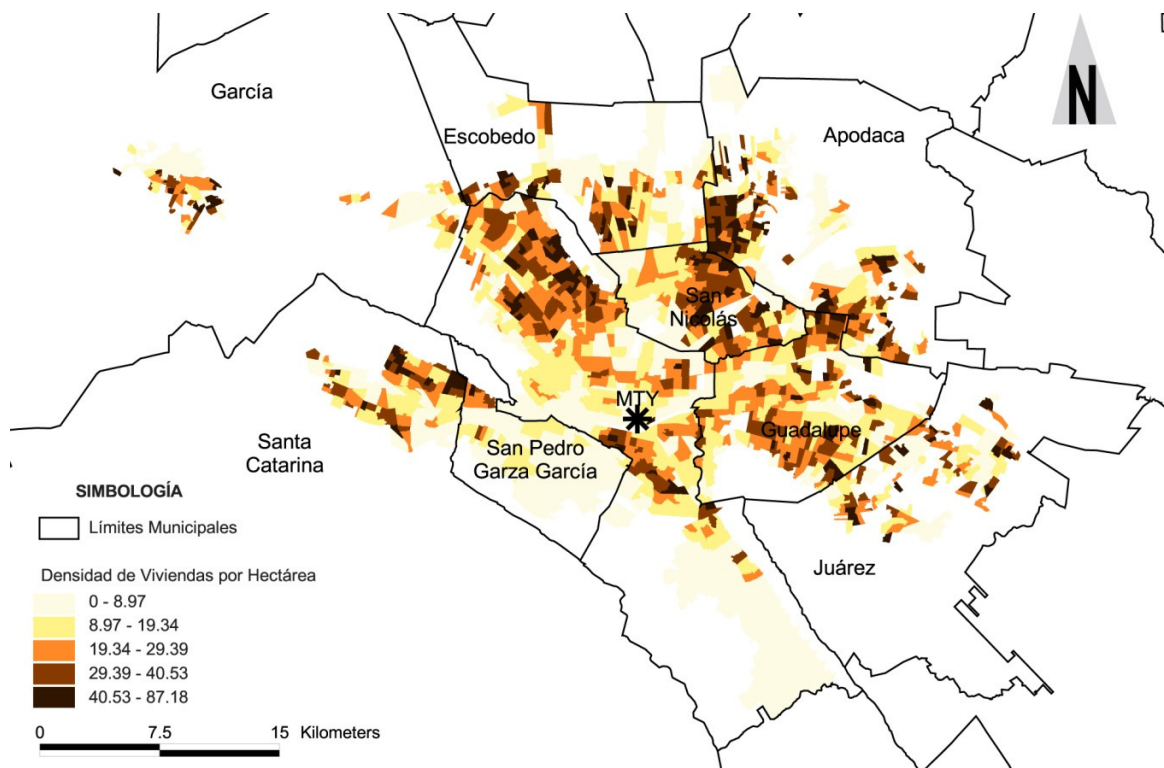 García
Escobedo
Apodaca
N
San
Nicolás
MTY
Guadalupe
Santa
Catarina
San Pedro
Garza García
Juárez
SIMBOLOGÍA
Límites Municipales
Densidad de Viviendas por Hectárea
0 - 8.97
8.97 - 19.34
19.34 - 29.39
29.39 - 40.53
40.53 - 87.18
0 7.5 15 Kilometers